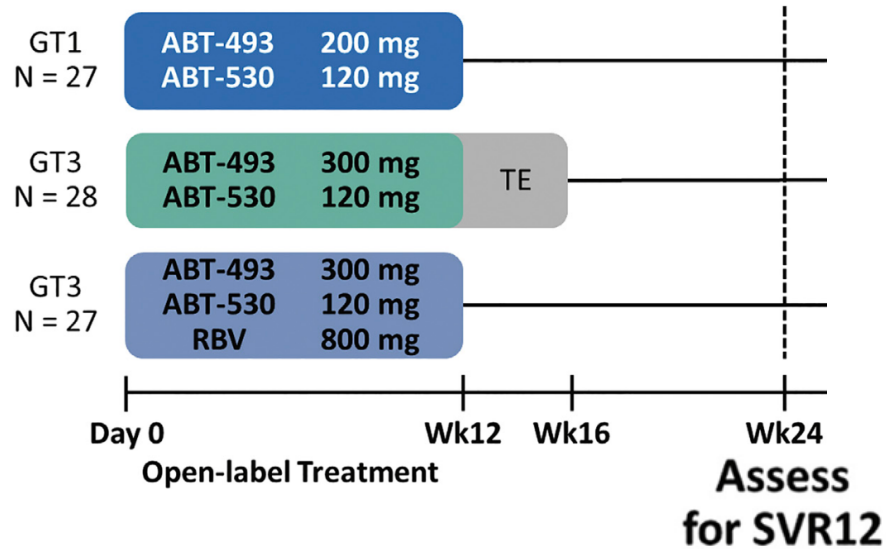 GT1
N = 27
ABT-493 200 mg
ABT-530 120 mg
GT3
N = 28
ABT-493 300 mg
ABT-530 120 mg
TE
GT3
N = 27
ABT-493 300 mg
ABT-530 120 mg
RBV 800 mg
Day 0 Wk12 Wk16 Wk24
Open-label Treatment
Assess
for SVR12